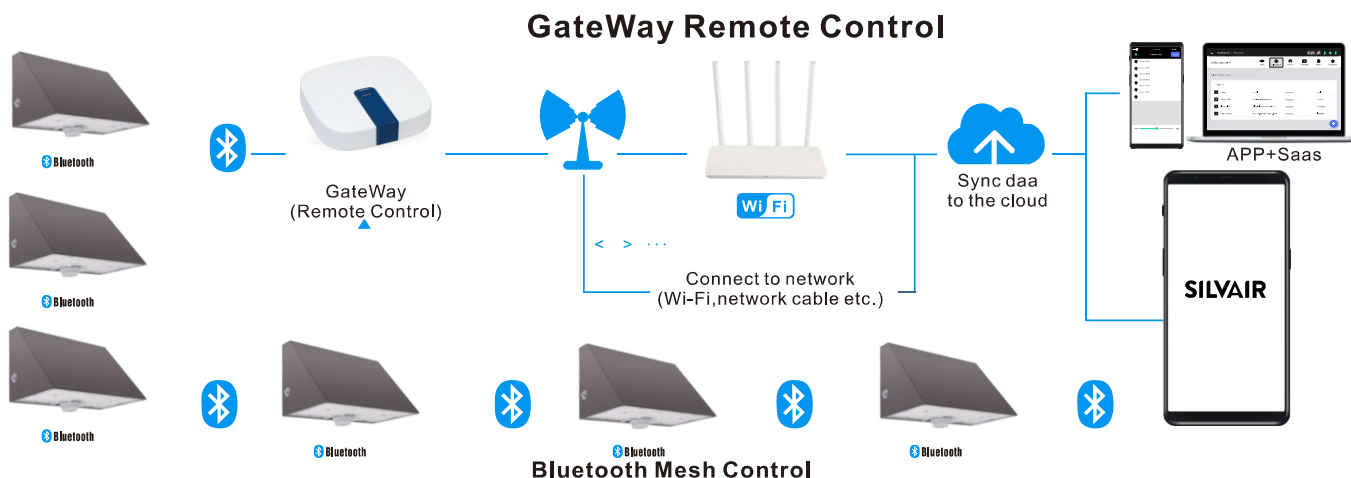 GateWay Remote Control
Bluetooth
GateWay
(Remote Control)
Wi Fi
Sync daa
to the cloud
APP+Saas
< > ...
Connect to network
(Wi-Fi,network cable etc.)
SILVAIR
Bluetooth
Bluetooth
Bluetooth
Bluetooth
Bluetooth
Bluetooth Mesh Control